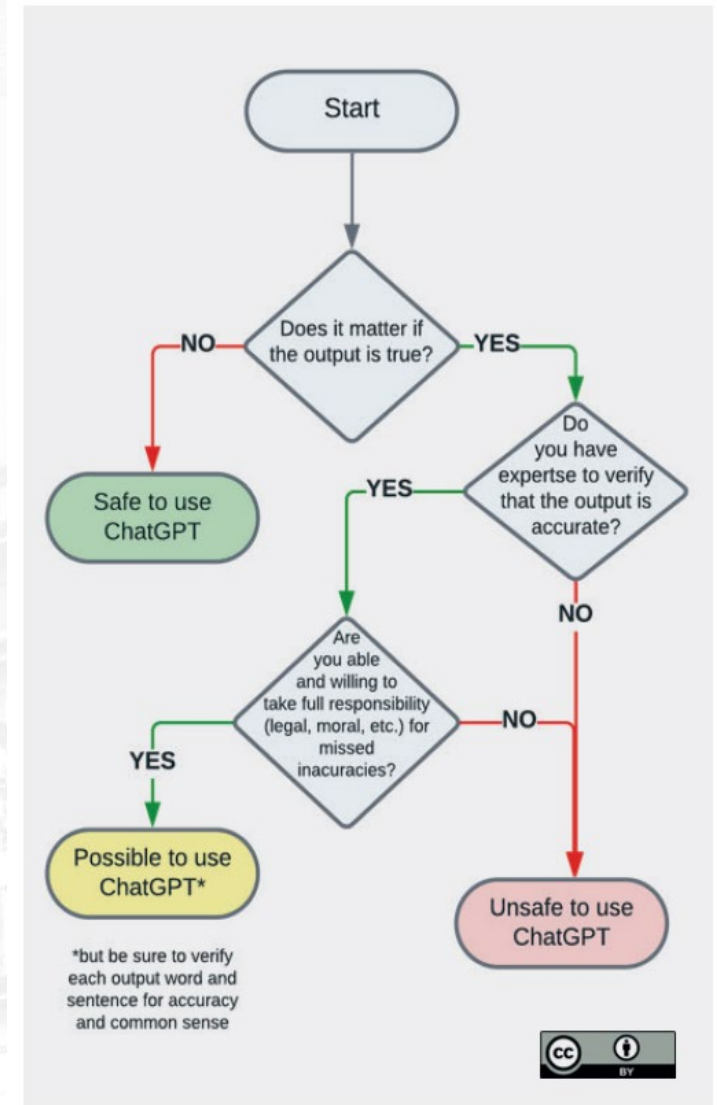 Start
Does it matter if
the output is true?
NO
YES
Do
you have
expertse to verify
that the output is
accurate?
Safe to use
ChatGPT
YES
NO
Are
you able
and willing to
take full responsibility
(legal, moral, etc.) for
missed
inacuracies?
NO
YES
Possible to use
ChatGPT*
Unsafe to use
ChatGPT
*but be sure to verify
each output word and
sentence for accuracy
and common sense
cc
BY